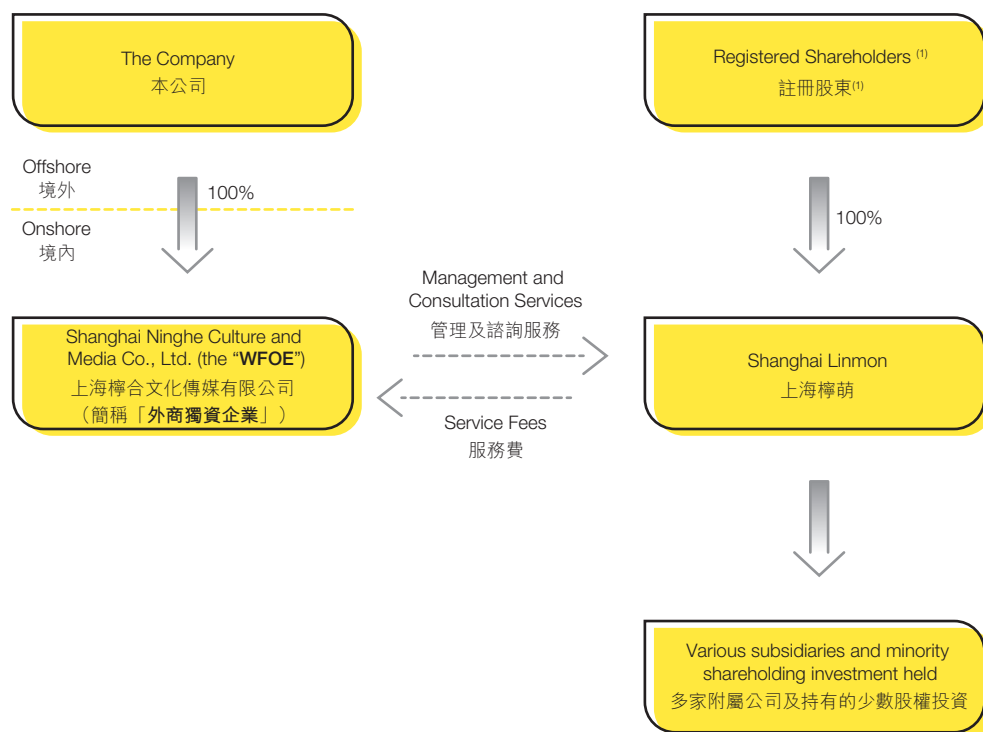 The Company
本公司
Registered Shareholders (1)
註冊股東(1)
Offshore
境外
100%
Onshore
境內
100%
Management and
Consultation Services
管理及諮詢服務
Shanghai Ninghe Culture and
Media Co., Ltd. (the “WFOE”)
上海檸合文化傳媒有限公司
（簡稱「外商獨資企業」）
Shanghai Linmon
上海檸萌
Service Fees
服務費
Various subsidiaries and minority
shareholding investment held
多家附屬公司及持有的少數股權投資